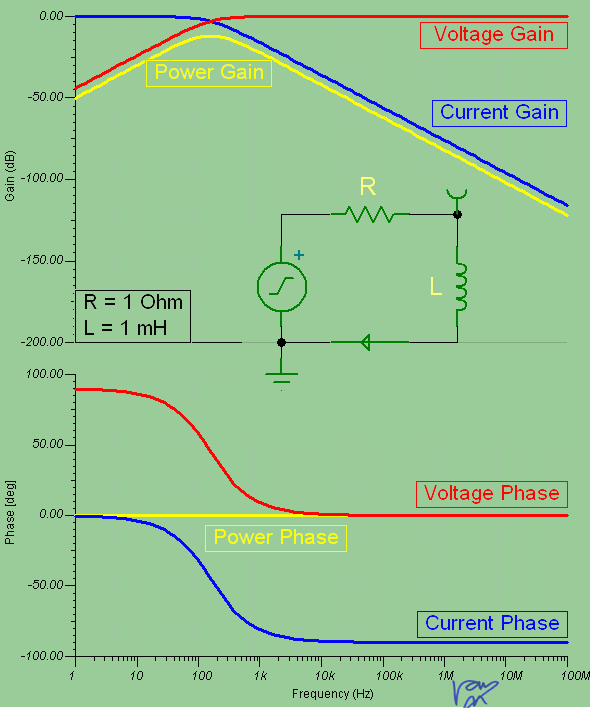 0.00
Voltage Gain
Power Gain
-50.00
Current Gain
Gain (dB)
-100.00
R
-150.00
+
L
R = 1 Ohm
L = 1 mH
-200.00
100.00
50.00
Voltage Phase
Phase [deg]
0.00
Power Phase
-50.00
Current Phase
-100.00
1 10 100 1k 10k 100k 1M 10M 100M
Frequency (Hz)